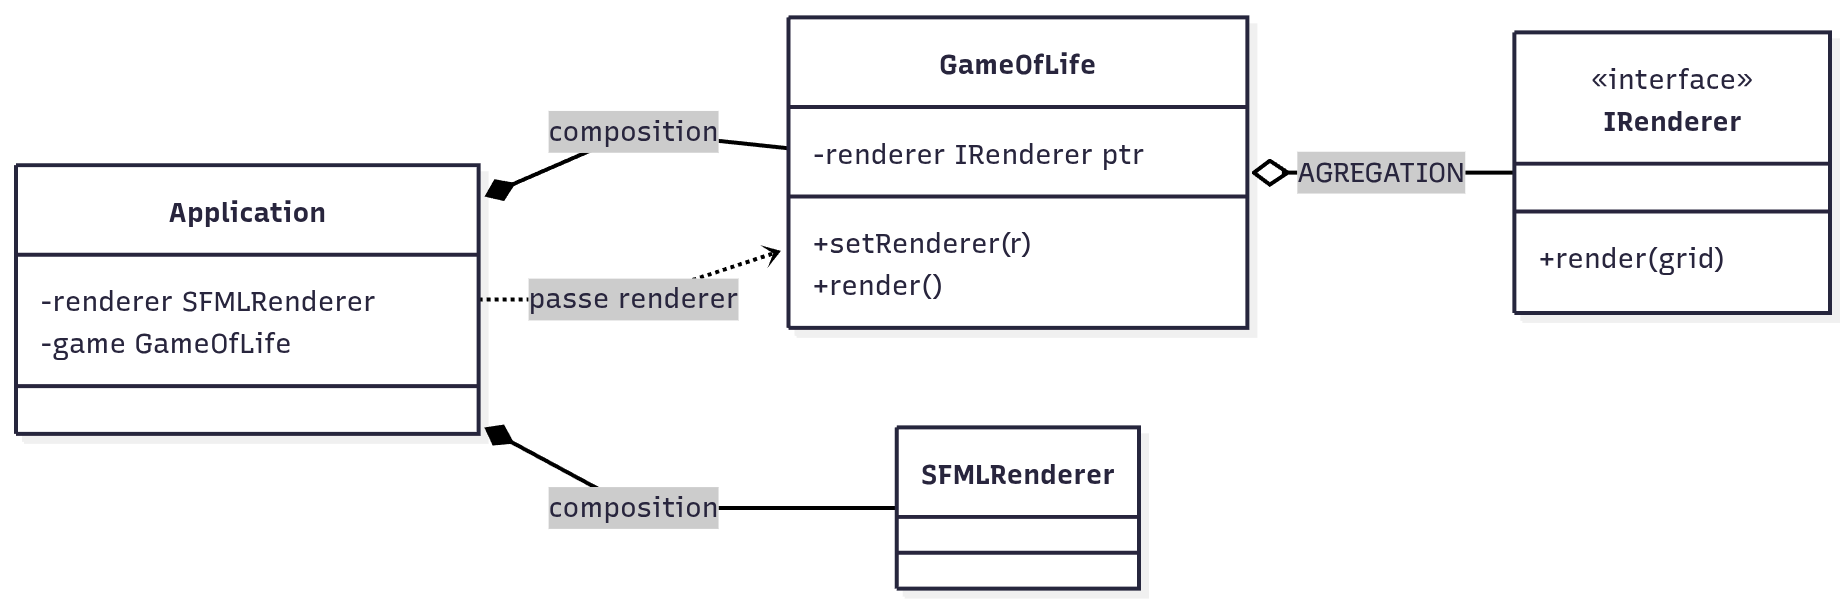 Application
-renderer SFMLRenderer
-game GameOfLife
composition
passe renderer
composition
GameOfLife
-renderer IRenderer ptr
+setRenderer(r)
+render()
SFMLRenderer
AGREGATION
«interface»
IRenderer
+render(grid)